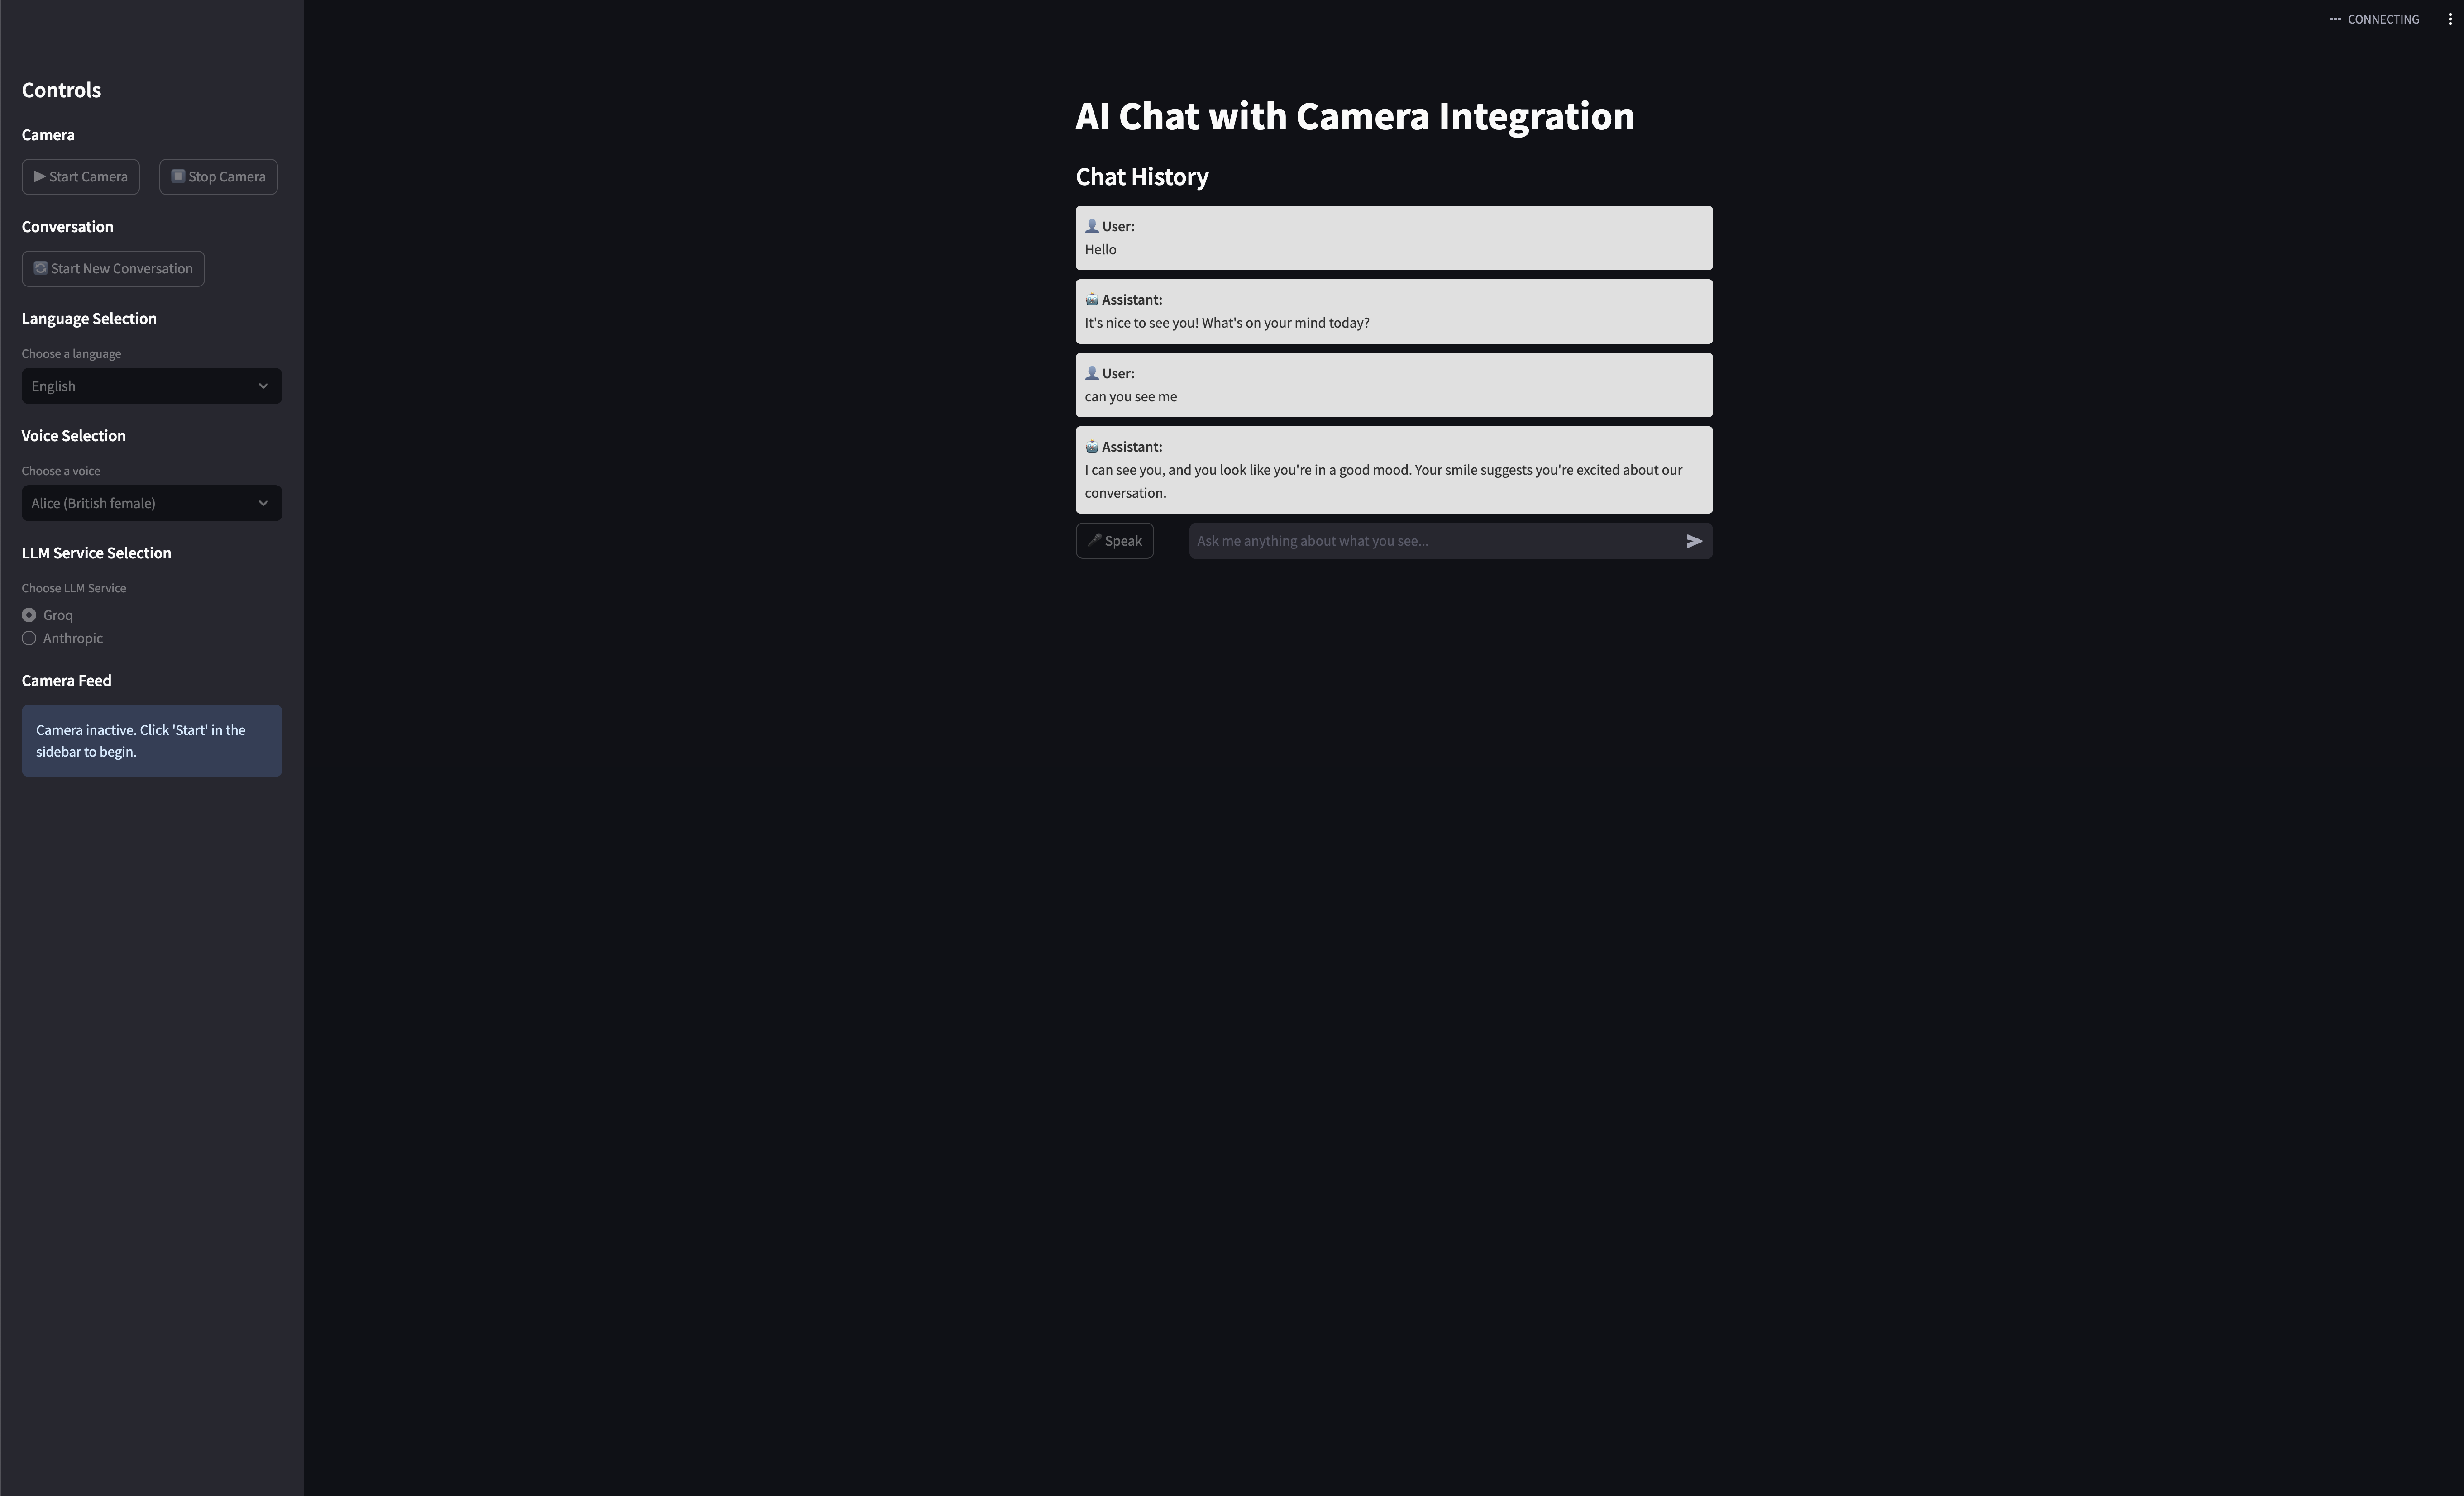 CONNECTING
Controls
Camera
Start Camera
Stop Camera
Conversation
Start New Conversation
Language Selection
Choose a language
English
Voice Selection
Choose a voice
Alice (British female)
LLM Service Selection
Choose LLM Service
Groq
Anthropic
Camera Feed
Camera inactive. Click 'Start' in the
sidebar to begin.
AI Chat with Camera Integration
Chat History
User:
Hello
Assistant:
It's nice to see you! What's on your mind today?
User:
can you see me
Assistant:
I can see you, and you look like you're in a good mood. Your smile suggests you're excited about our
conversation.
Speak
Ask me anything about what you see...